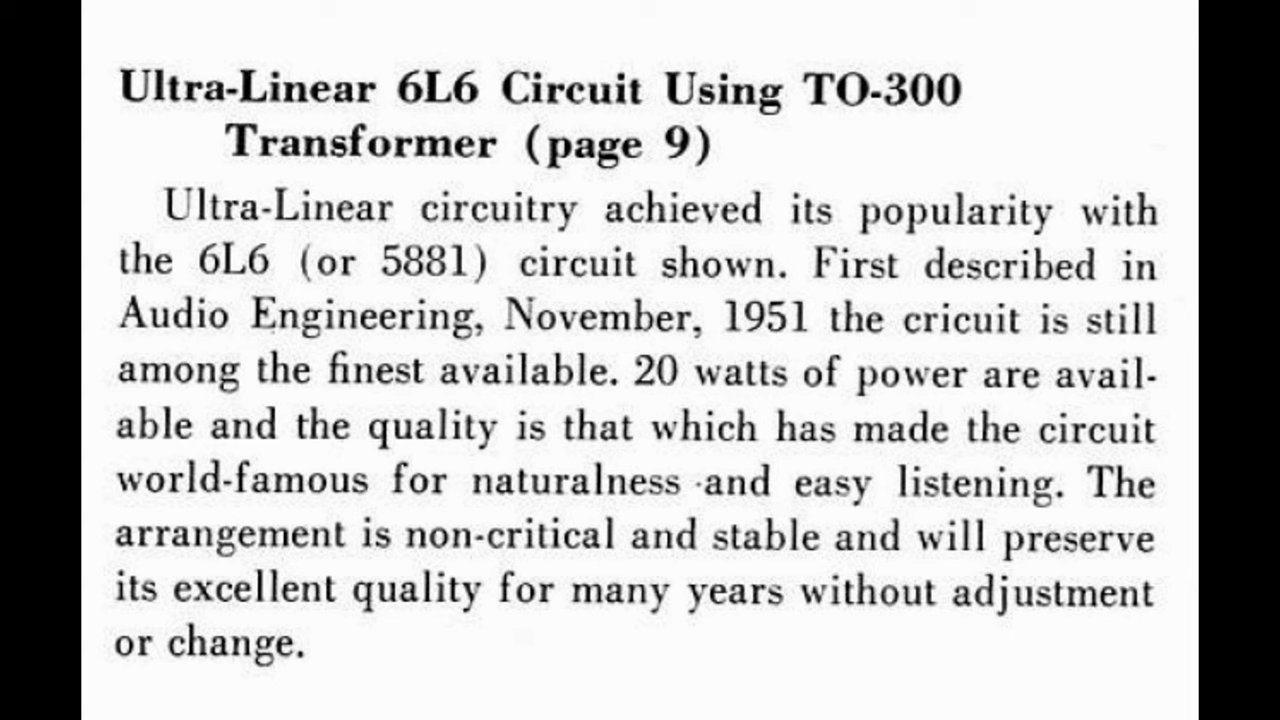 Ultra-Linear 6L6 Circuit Using TO-300
Transformer (page 9)
Ultra-Linear circuitry achieved its popularity with
the 6L6 (or 5881) circuit shown. First described in
Audio Engineering, November, 1951 the cricuit is still
among the finest available. 20 watts of power are avail-
able and the quality is that which has made the circuit
world-famous for naturalness and easy listening. The
arrangement is non-critical and stable and will preserve
its excellent quality for many years without adjustment
or change.